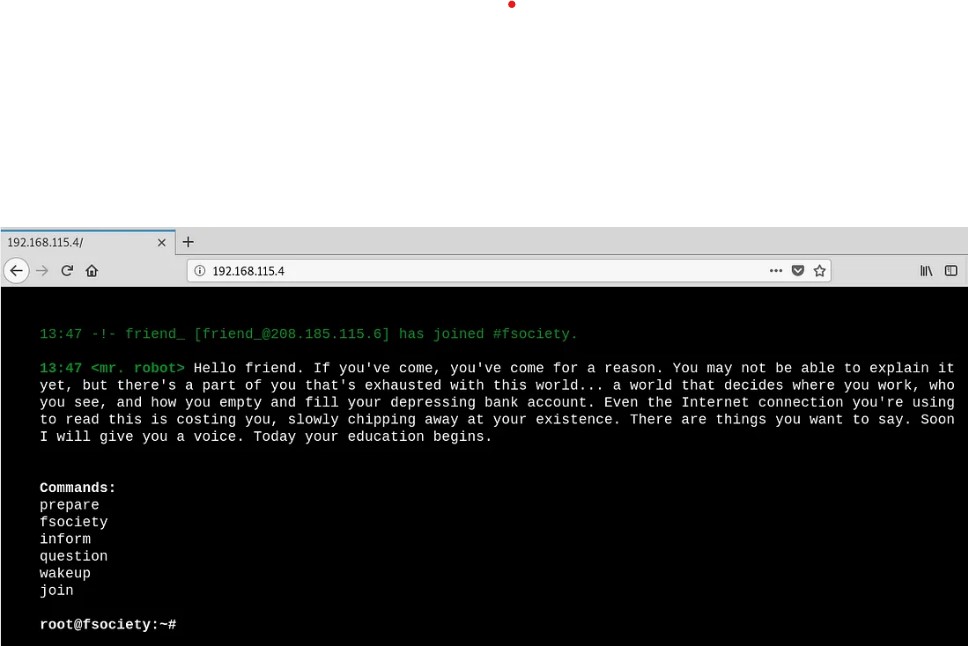 192.168.115.4/
192.168.115.4
13:47 -!- friend_ [friend_@208.185.115.6] has joined #fsociety.
13:47 <mr. robot> Hello friend. If you've come, you've come for a reason. You may not be able to explain it
yet, but there's a part of you that's exhausted with this world... a world that decides where you work, who
you see, and how you empty and fill your depressing bank account. Even the Internet connection you're using
to read this is costing you, slowly chipping away at your existence. There are things you want to say. Soon
I will give you a voice. Today your education begins.
Commands:
prepare
fsociety
inform
question
wakeup
join
root@fsociety:~#